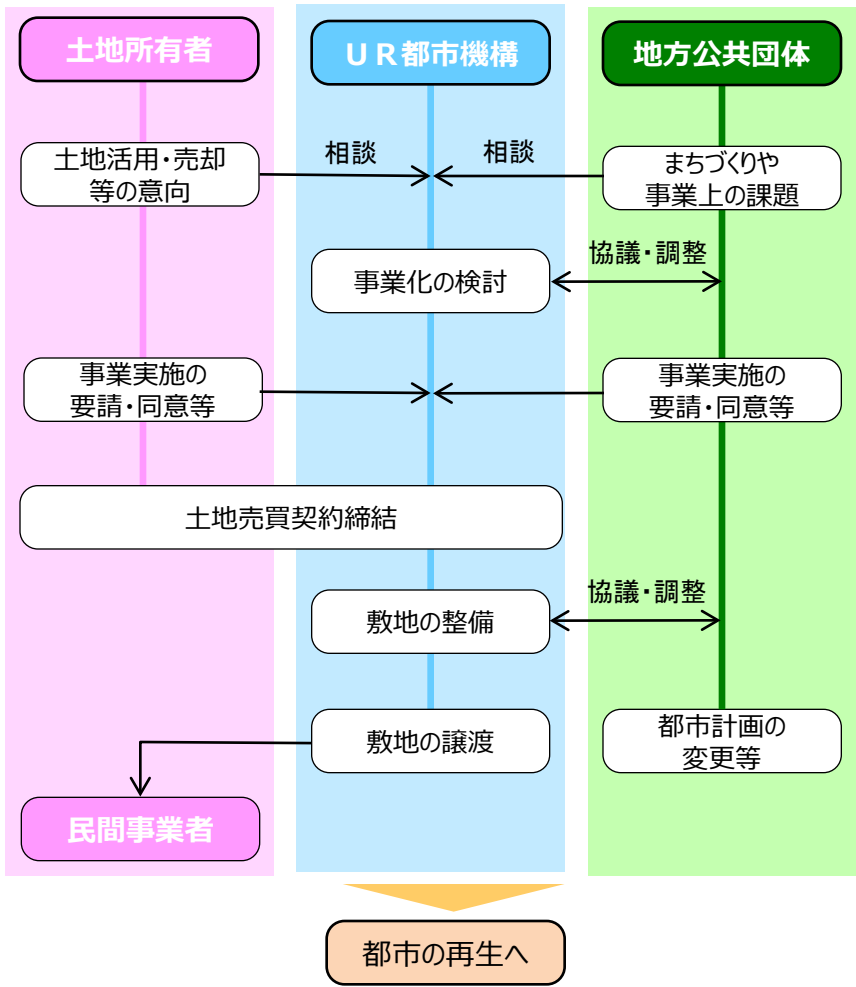 土地所有者
UR都市機構
地方公共団体
土地活用・売却
等の意向
相談
相談
まちづくりや
事業上の課題
事業化の検討
協議・調整
事業実施の
要請・同意等
事業実施の
要請・同意等
土地売買契約締結
敷地の整備
協議・調整
敷地の譲渡
都市計画の
変更等
民間事業者
都市の再生へ